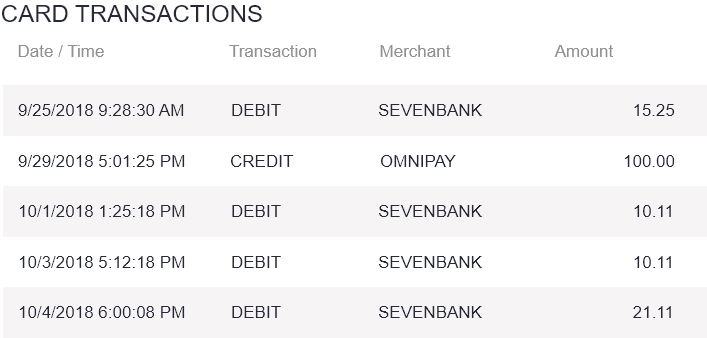 CARD TRANSACTIONS
Date / Time Transaction Merchant Amount
9/25/2018 9:28:30 AM DEBIT SEVENBANK 15.25
9/29/2018 5:01:25 PM CREDIT OMNIPAY 100.00
10/1/2018 1:25:18 PM DEBIT SEVENBANK 10.11
10/3/2018 5:12:18 PM DEBIT SEVENBANK 10.11
10/4/2018 6:00:08 PM DEBIT SEVENBANK 21.11